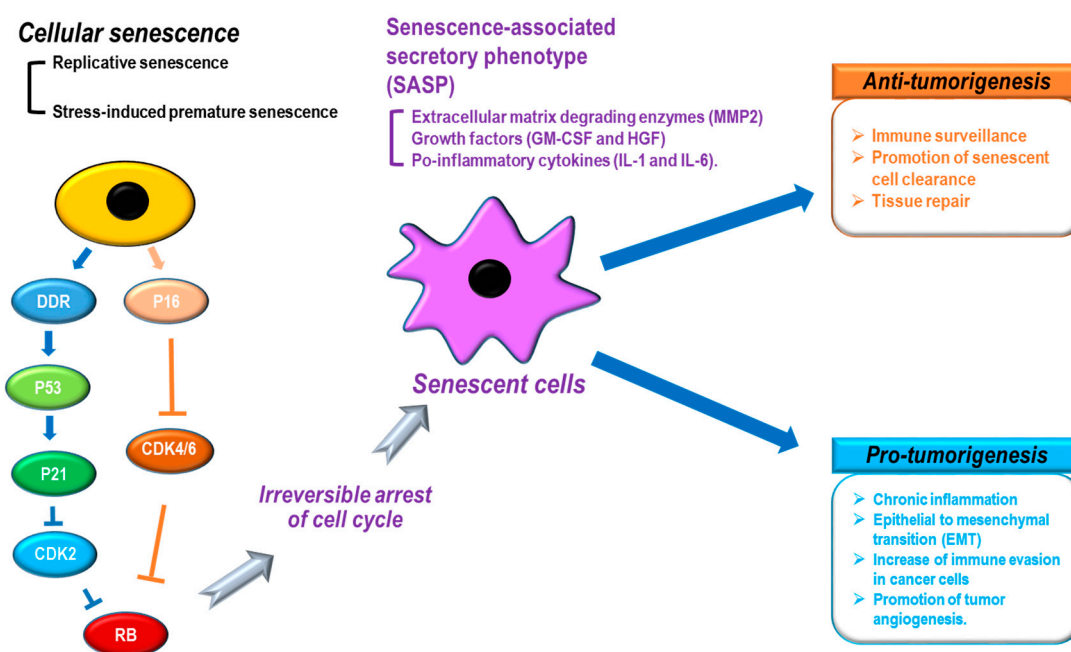 Cellular senescence
Replicative senescence
Stress-induced premature senescence
DDR
P16
P53
CDK4/6
P21
CDK2
RB
Irreversible arrest
of cell cycle
Senescence-associated
secretory phenotype
(SASP)
Extracellular matrix degrading enzymes (MMP2)
Growth factors (GM-CSF and HGF)
Po-inflammatory cytokines (IL-1 and IL-6).
Senescent cells
Anti-tumorigenesis
Immune surveillance
Promotion of senescent
cell clearance
Tissue repair
Pro-tumorigenesis
Chronic inflammation
Epithelial to mesenchymal
transition (EMT)
Increase of immune evasion
in cancer cells
Promotion of tumor
angiogenesis.